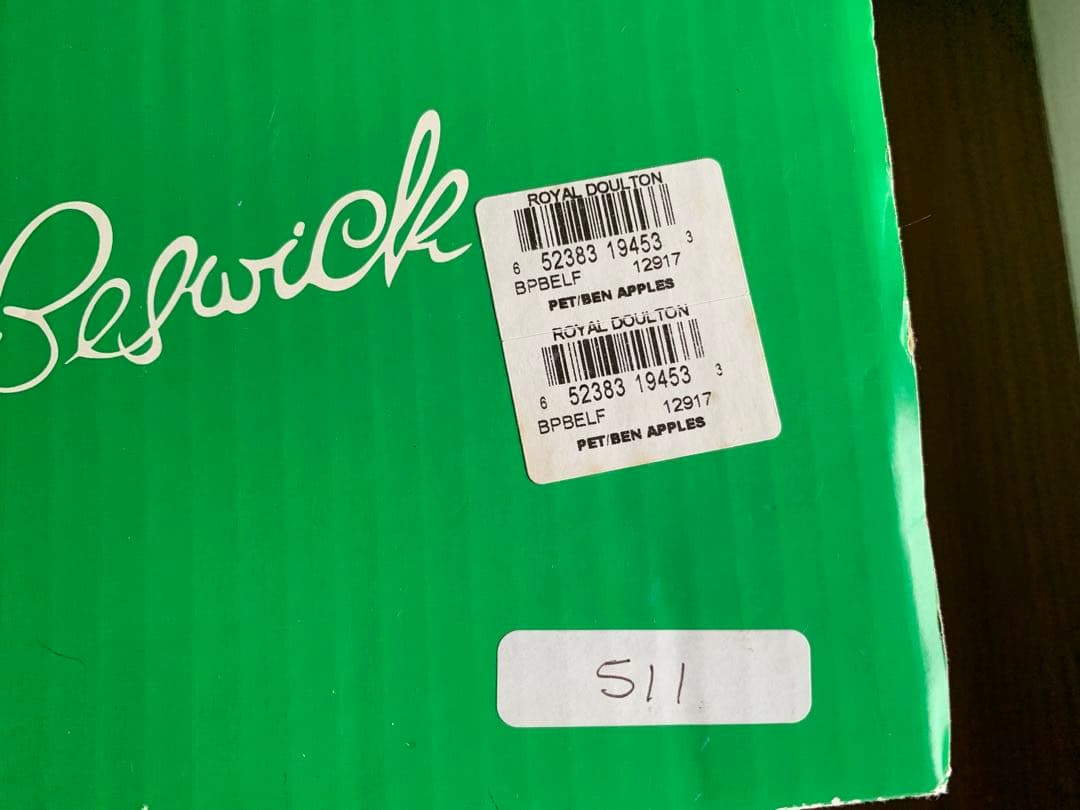 Beswick
ROYAL DOULTON
6 52383 19453 3
BPBELF 12917
PET/BEN APPLES
ROYAL DOULTON
6 52383 19453 3
BPBELF 12917
PET/BEN APPLES
511